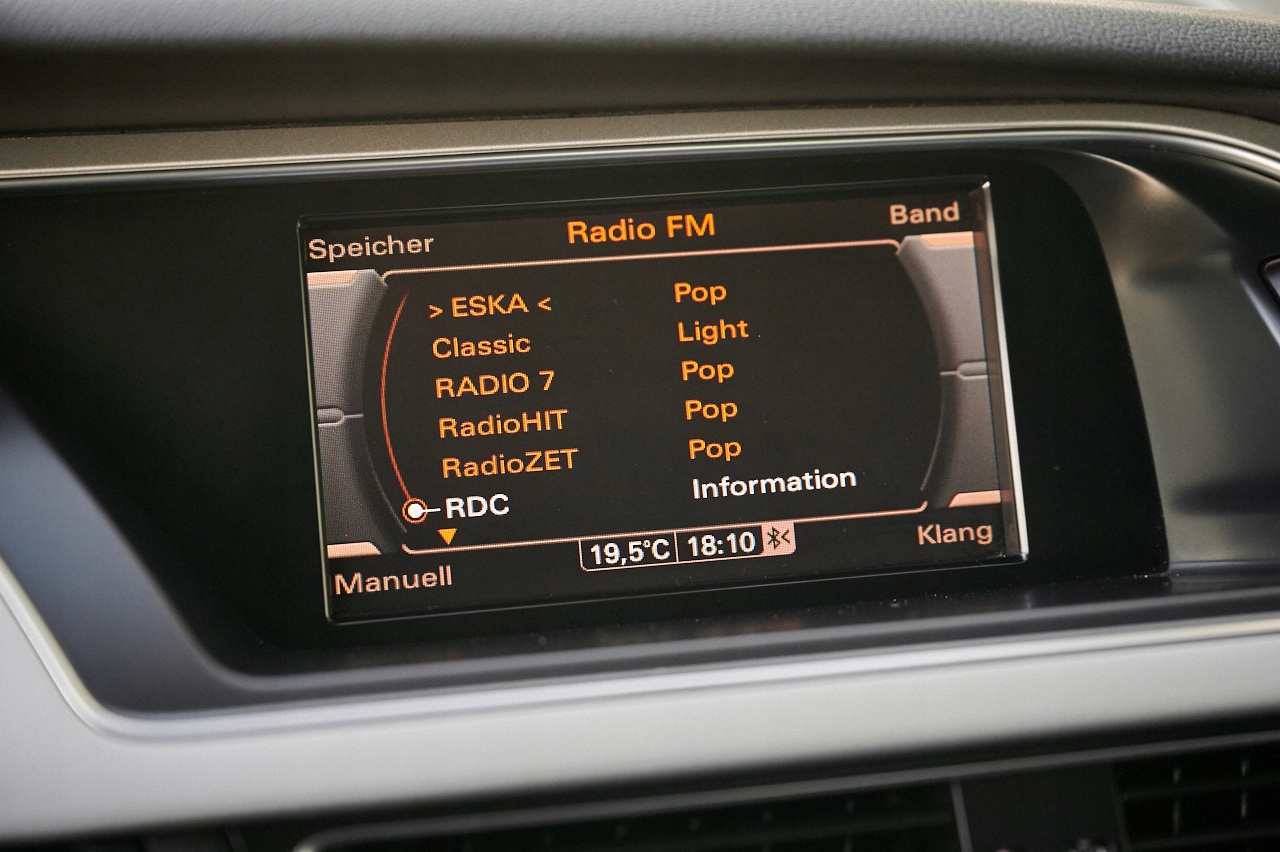 Speicher Radio FM Band
> ESKA < Pop
Classic Light
RADIO 7 Pop
RadioHIT Pop
RadioZET Pop
RDC Information
19,5°C 18:10
Manuell Klang